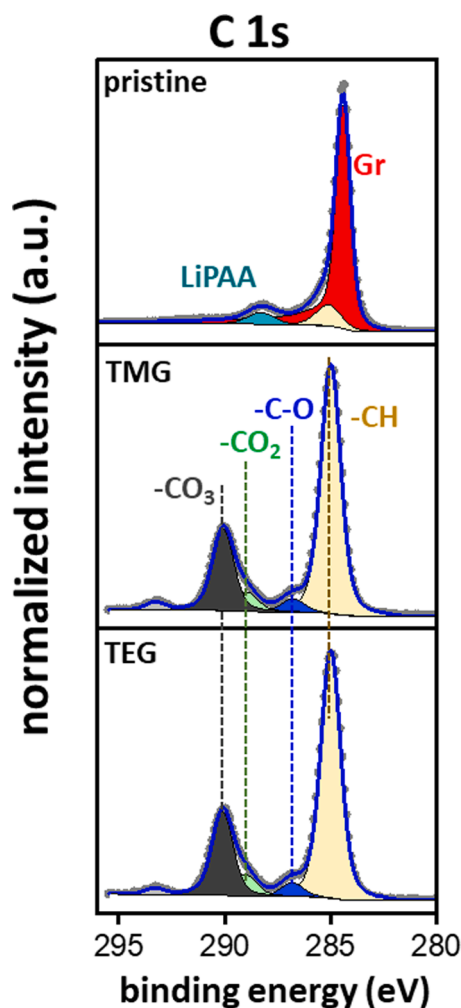 C 1s
normalized intensity (a.u.)
pristine
Gr
LiPAA
TMG
-C-O
-CH
-CO₂
-CO₃
TEG
295 290 285 280
binding energy (eV)